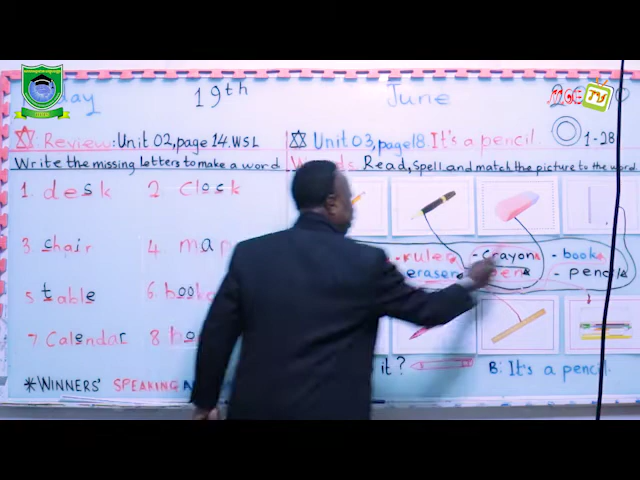 day 19th June
MOE TV
Review: Unit 02, page 14. WSL
Unit 03, page 18. It's a pencil. 1-28
Write the missing letters to make a word
Words Read, Spell, and match the picture to the word.
1. desk 2 clock
3. chair 4. map
5 table 6.
7 Calendar 8
- ruler - crayon - book
eraser pen - pencil
it? B: It's a pencil.
*WINNERS' SPEAKING